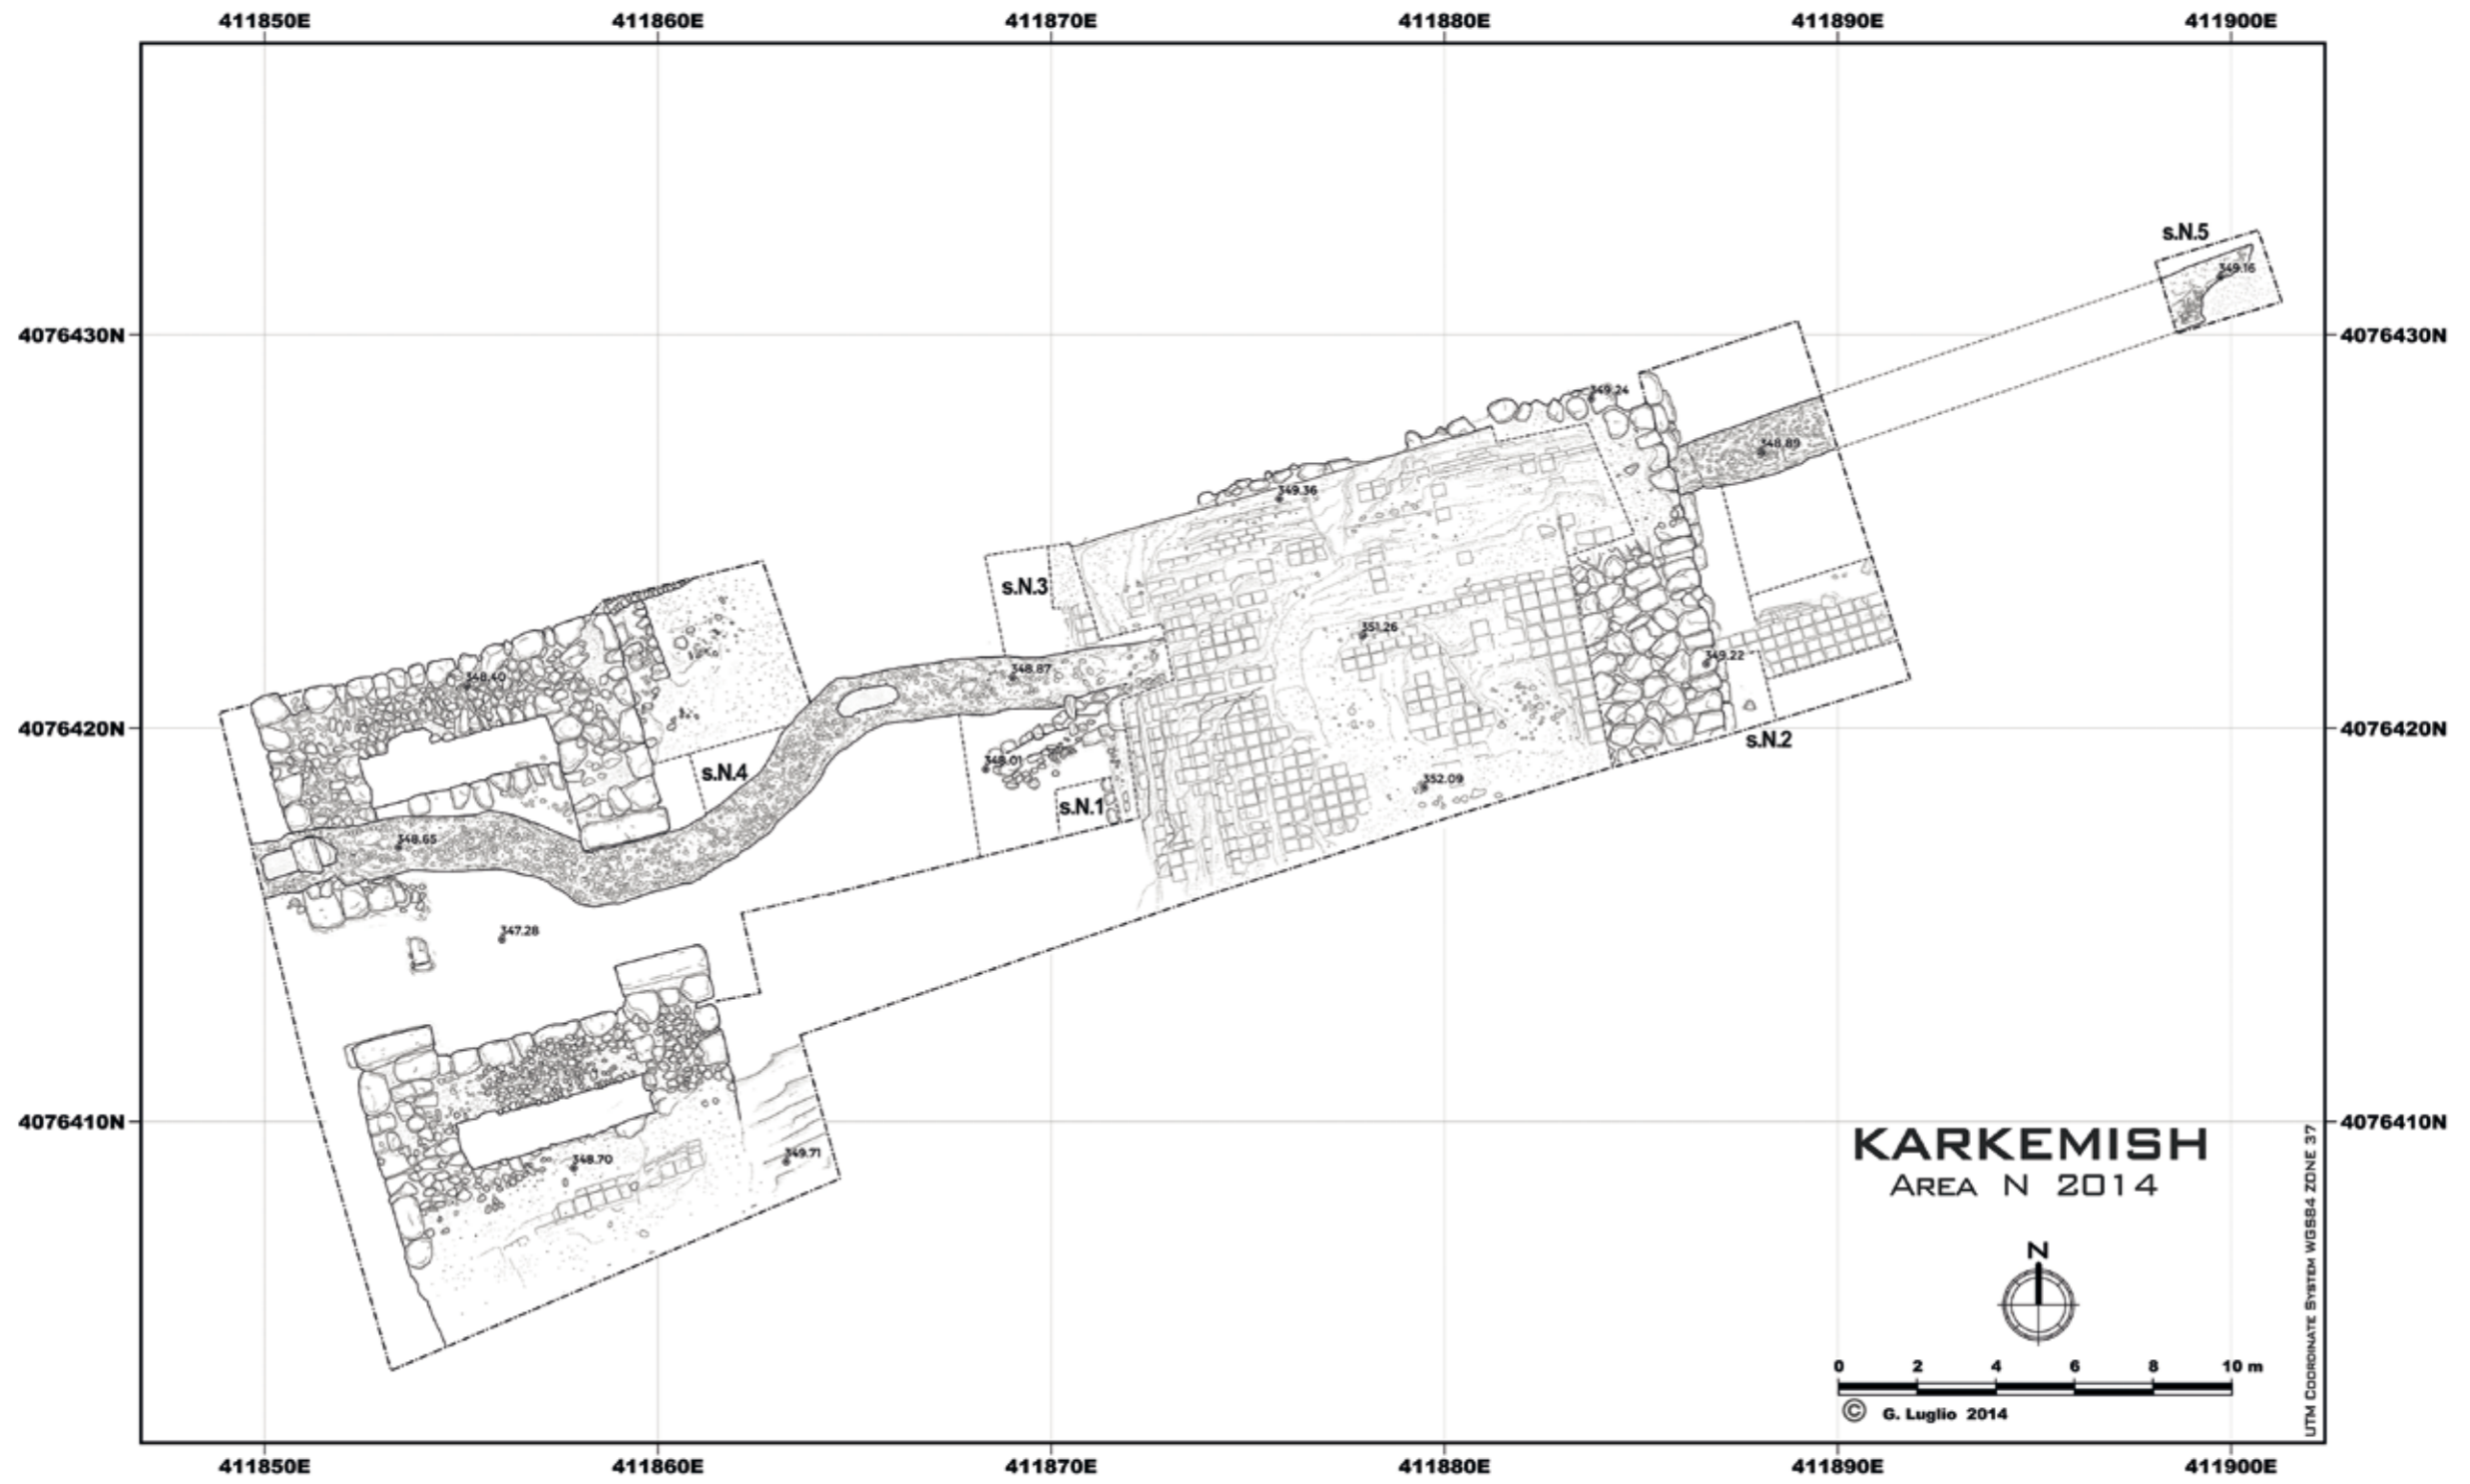 411850E 411860E 411870E 411880E 411890E 411900E
s.N.5
349.16
4076430N 4076430N
349.24
348.89
349.36
s.N.3
351.26
349.22
348.87
348.40
4076420N 4076420N
s.N.2
348.01
s.N.4
352.09
s.N.1
348.65
347.28
4076410N 4076410N
KARKEMISH
AREA N 2014
348.70
349.71
N
0 2 4 6 8 10 m
© G. Luglio 2014
UTM COORDINATE SYSTEM WGS84 ZONE 37
411850E 411860E 411870E 411880E 411890E 411900E